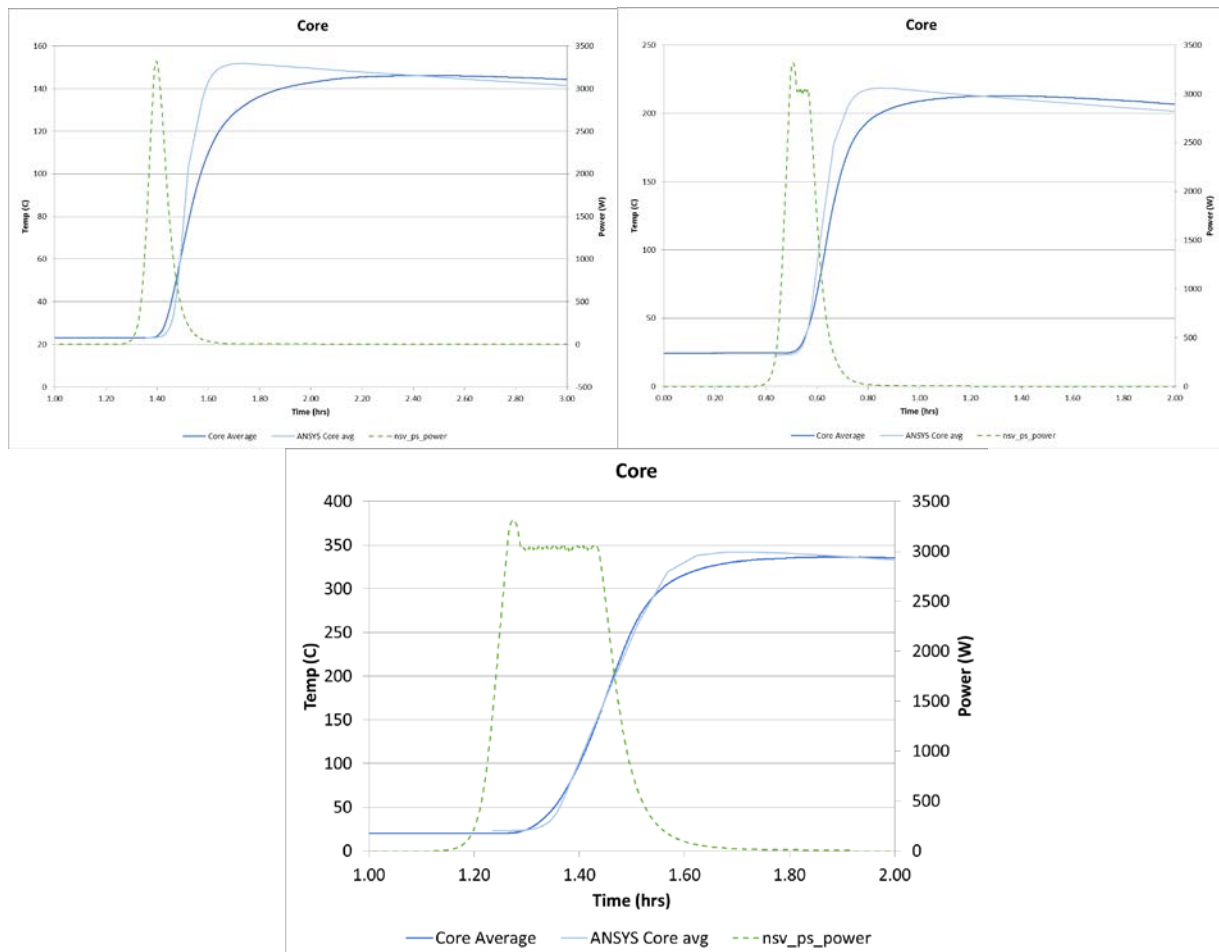 Core
160
140
120
100
80
60
40
20
0
Temp (C)
3500
3000
2500
2000
1500
1000
500
0
-500
Power (W)
1.00 1.20 1.40 1.60 1.80 2.00 2.20 2.40 2.60 2.80 3.00
Time (hrs)
Core Average ANSYS Core avg nsv_ps_power
Core
250
200
150
100
50
0
Temp (C)
3500
3000
2500
2000
1500
1000
500
0
Power (W)
0.00 0.20 0.40 0.60 0.80 1.00 1.20 1.40 1.60 1.80 2.00
Time (hrs)
Core Average ANSYS Core avg nsv_ps_power
Core
400
350
300
250
200
150
100
50
0
Temp (C)
3500
3000
2500
2000
1500
1000
500
0
Power (W)
1.00 1.20 1.40 1.60 1.80 2.00
Time (hrs)
Core Average ANSYS Core avg nsv_ps_power